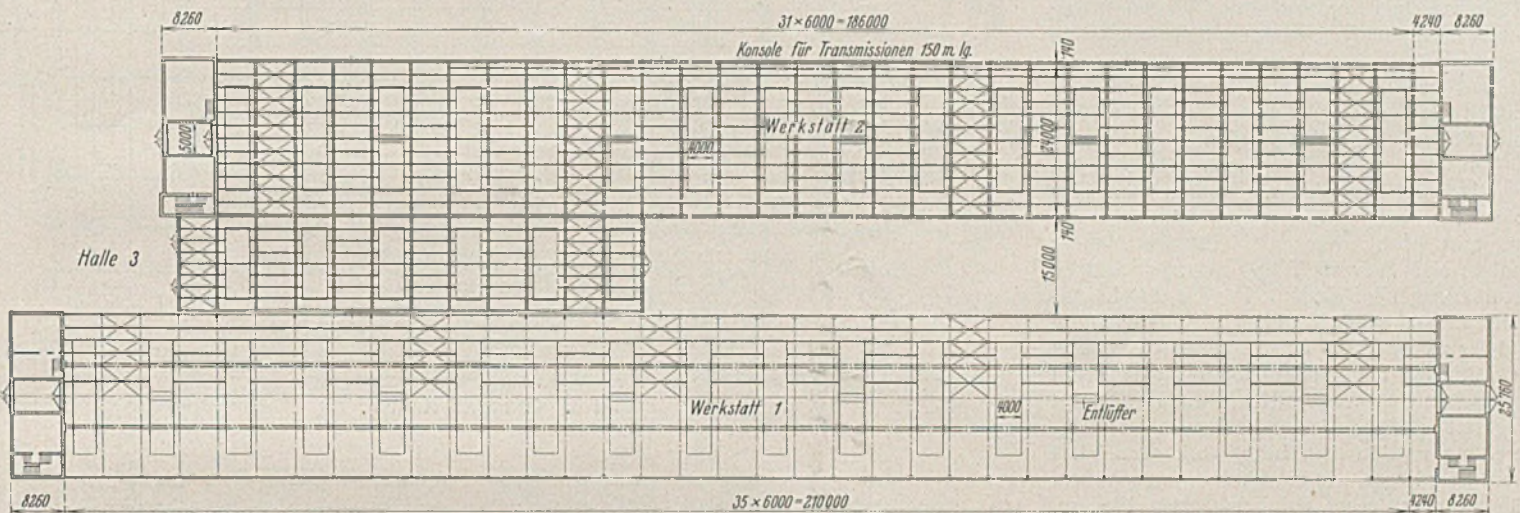 8260 31 × 6000 = 186000 4240 8260
Konsole für Transmissionen 150 m. lg. 140
5000 Werkstatt 2 24000
4000
140
Halle 3 15000
Werkstatt 1 4000 Entlüfter 25760
8260 35 × 6000 = 210000 4240 8260